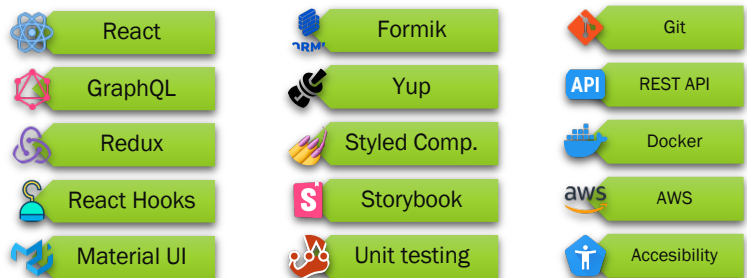 React
GraphQL
Redux
React Hooks
Material UI
FORMIK
Formik
Yup
Styled Comp.
S
Storybook
Unit testing
Git
API
REST API
Docker
aws
AWS
Accesibility